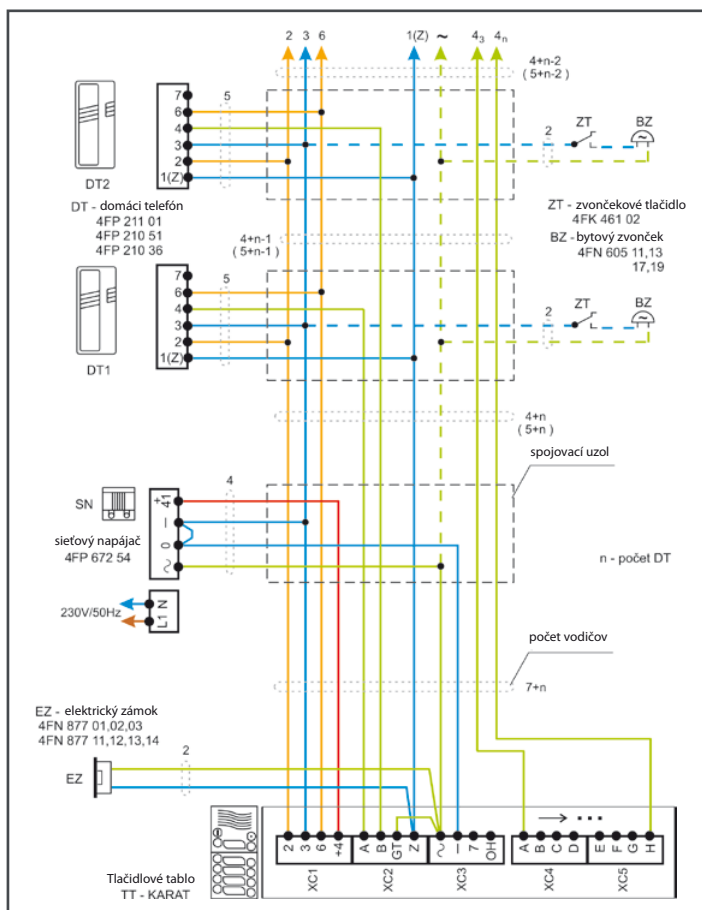 2 3 6 1(Z) ~ 4₃ 4ₙ
4+n-2
( 5+n-2 )
7
6
4
3
2
1(Z)
5
2
ZT
BZ
DT2
DT - domáci telefón
4FP 211 01
4FP 210 51
4FP 210 36
ZT - zvončekové tlačidlo
4FK 461 02
BZ - bytový zvonček
4FN 605 11,13
17,19
4+n-1
( 5+n-1 )
7
6
4
3
2
1(Z)
5
2
ZT
BZ
DT1
4+n
( 5+n )
spojovací uzol
SN
+
41
–
0
~
4
sieťový napájač
4FP 672 54
n - počet DT
230V/50Hz
L1 N
počet vodičov
7+n
EZ - elektrický zámok
4FN 877 01,02,03
4FN 877 11,12,13,14
2
EZ
→ • • •
2 3 6 +4 A B GT Z ~ – 7 OH A B C D E F G H
XC1 XC2 XC3 XC4 XC5
Tlačidlové tablo
TT - KARAT